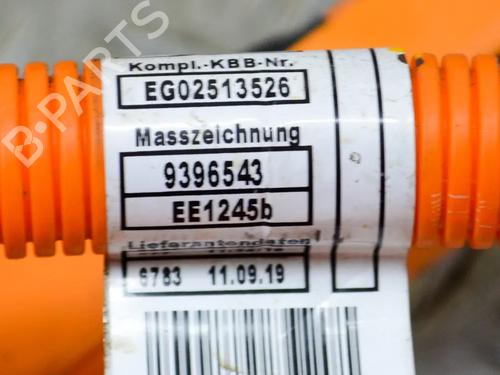 B-PARTS
Kompl.-KBB-Nr.
EG02513526
Masszeichnung
9396543
EE1245b
Lieferantendaten
6783 11.09.19